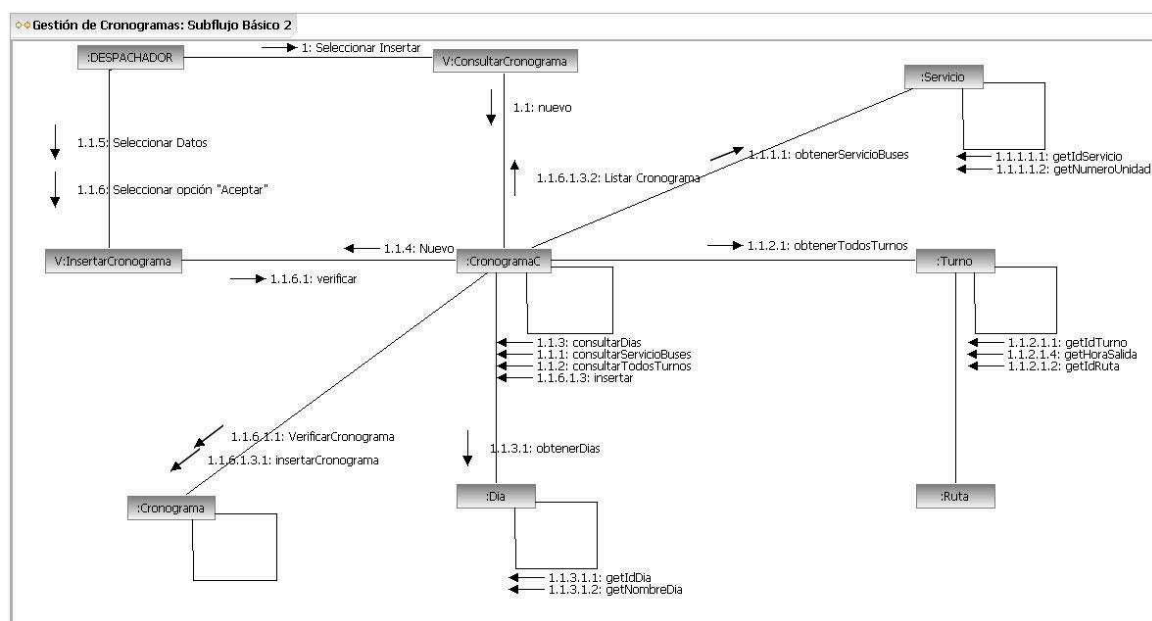 Gestión de Cronogramas: Subflujo Básico 2
:DESPACHADOR
1: Seleccionar Insertar
V:ConsultarCronograma
:Servicio
1.1: nuevo
1.1.5: Seleccionar Datos
1.1.1.1: obtenerServicioBuses
1.1.1.1.1: getIdServicio
1.1.1.1.2: getNumeroUnidad
1.1.6.1.3.2: Listar Cronograma
1.1.6: Seleccionar opción "Aceptar"
1.1.4: Nuevo
1.1.2.1: obtenerTodosTurnos
V:InsertarCronograma
:CronogramaC
:Turno
1.1.6.1: verificar
1.1.3: consultarDias
1.1.1: consultarServicioBuses
1.1.2: consultarTodosTurnos
1.1.6.1.3: insertar
1.1.2.1.1: getIdTurno
1.1.2.1.4: getHoraSalida
1.1.2.1.2: getIdRuta
1.1.6.1.1: VerificarCronograma
1.1.6.1.3.1: insertarCronograma
1.1.3.1: obtenerDias
:Cronograma
:Dia
:Ruta
1.1.3.1.1: getIdDia
1.1.3.1.2: getNombreDia